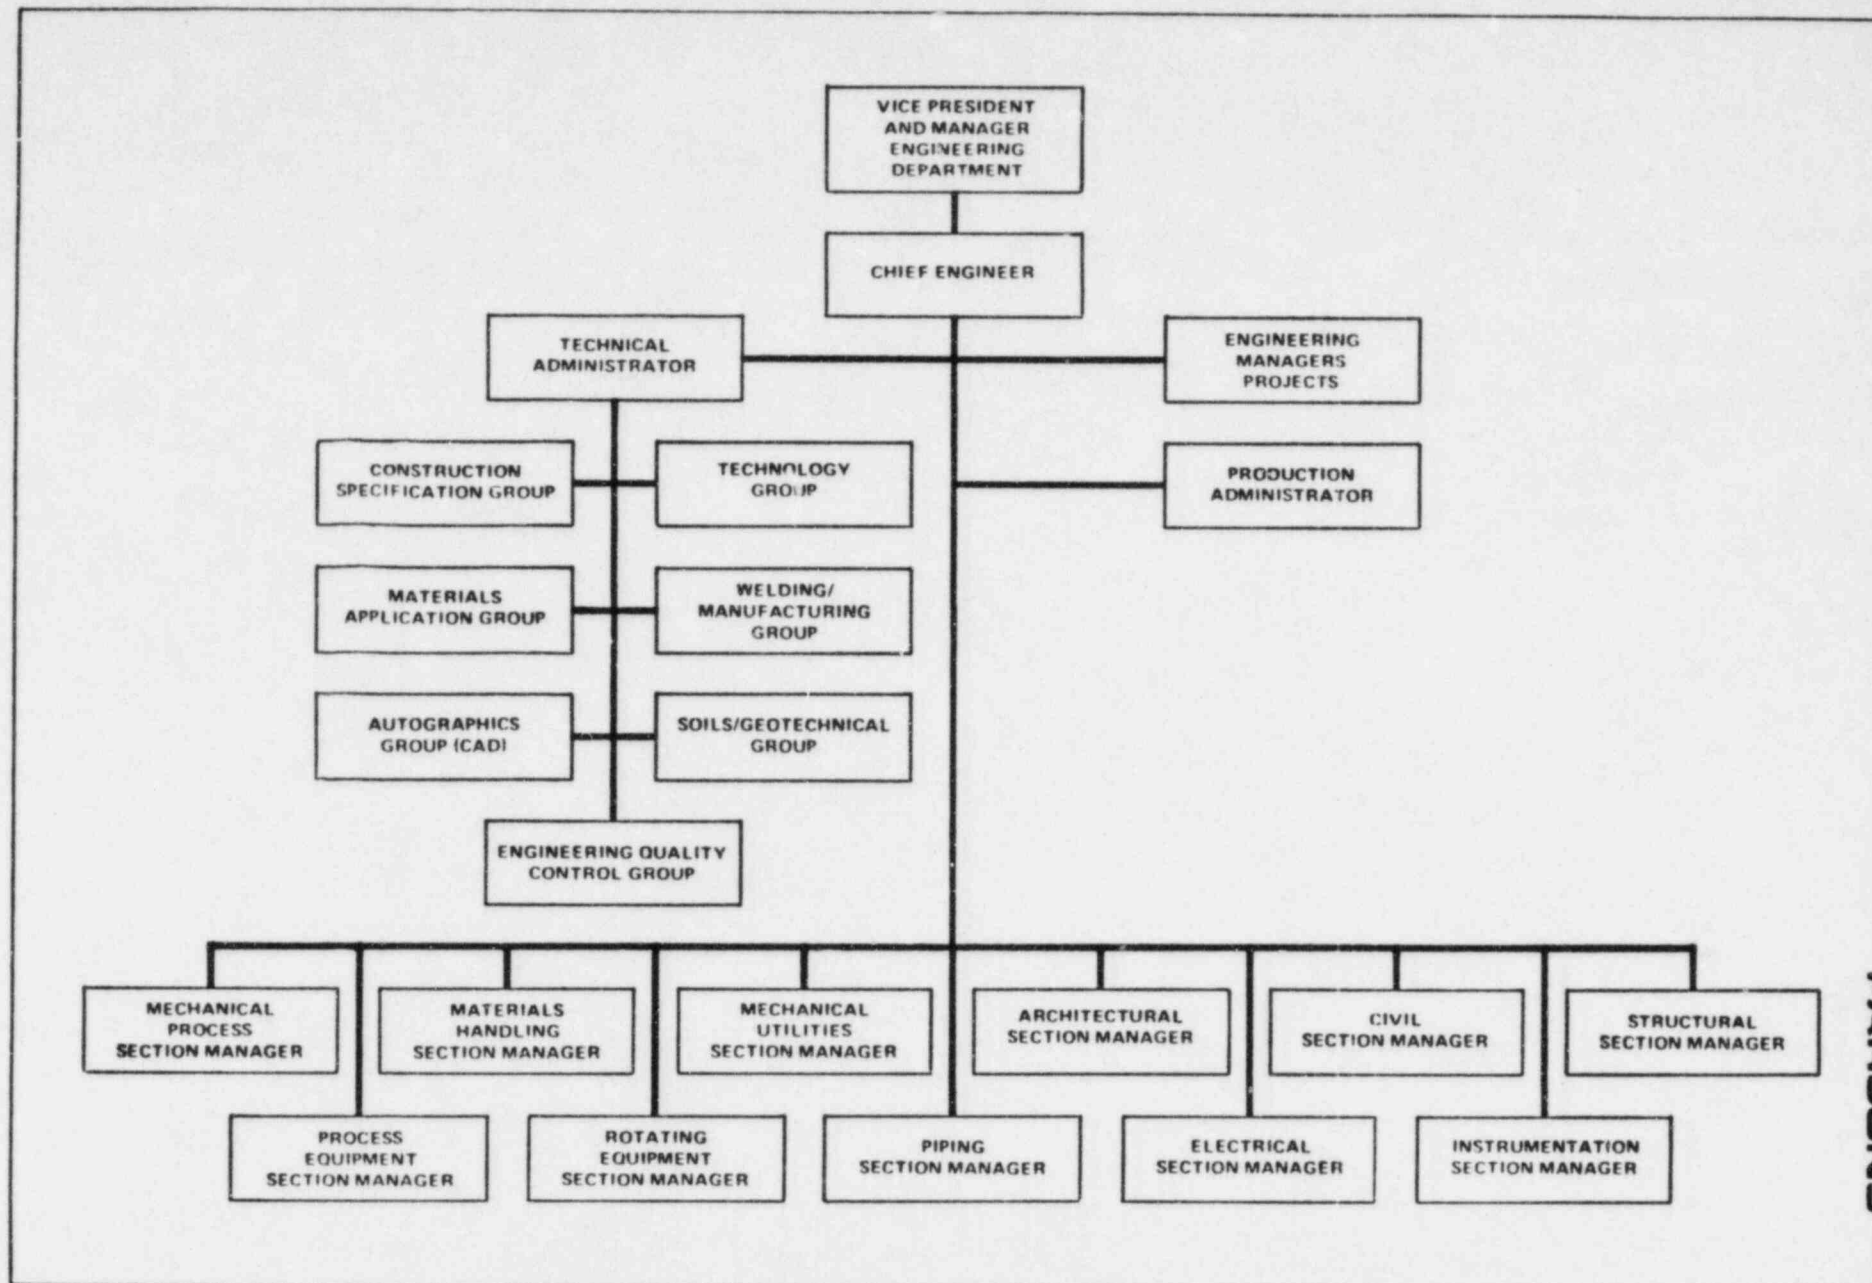 VICE PRESIDENT
AND MANAGER
ENGINEERING
DEPARTMENT
CHIEF ENGINEER
TECHNICAL
ADMINISTRATOR
ENGINEERING
MANAGERS
PROJECTS
CONSTRUCTION
SPECIFICATION GROUP
TECHNOLOGY
GROUP
PRODUCTION
ADMINISTRATOR
MATERIALS
APPLICATION GROUP
WELDING/
MANUFACTURING
GROUP
AUTOGRAPHICS
GROUP (CAD)
SOILS/GEOTECHNICAL
GROUP
ENGINEERING QUALITY
CONTROL GROUP
MECHANICAL
PROCESS
SECTION MANAGER
MATERIALS
HANDLING
SECTION MANAGER
MECHANICAL
UTILITIES
SECTION MANAGER
ARCHITECTURAL
SECTION MANAGER
CIVIL
SECTION MANAGER
STRUCTURAL
SECTION MANAGER
PROCESS
EQUIPMENT
SECTION MANAGER
ROTATING
EQUIPMENT
SECTION MANAGER
PIPING
SECTION MANAGER
ELECTRICAL
SECTION MANAGER
INSTRUMENTATION
SECTION MANAGER